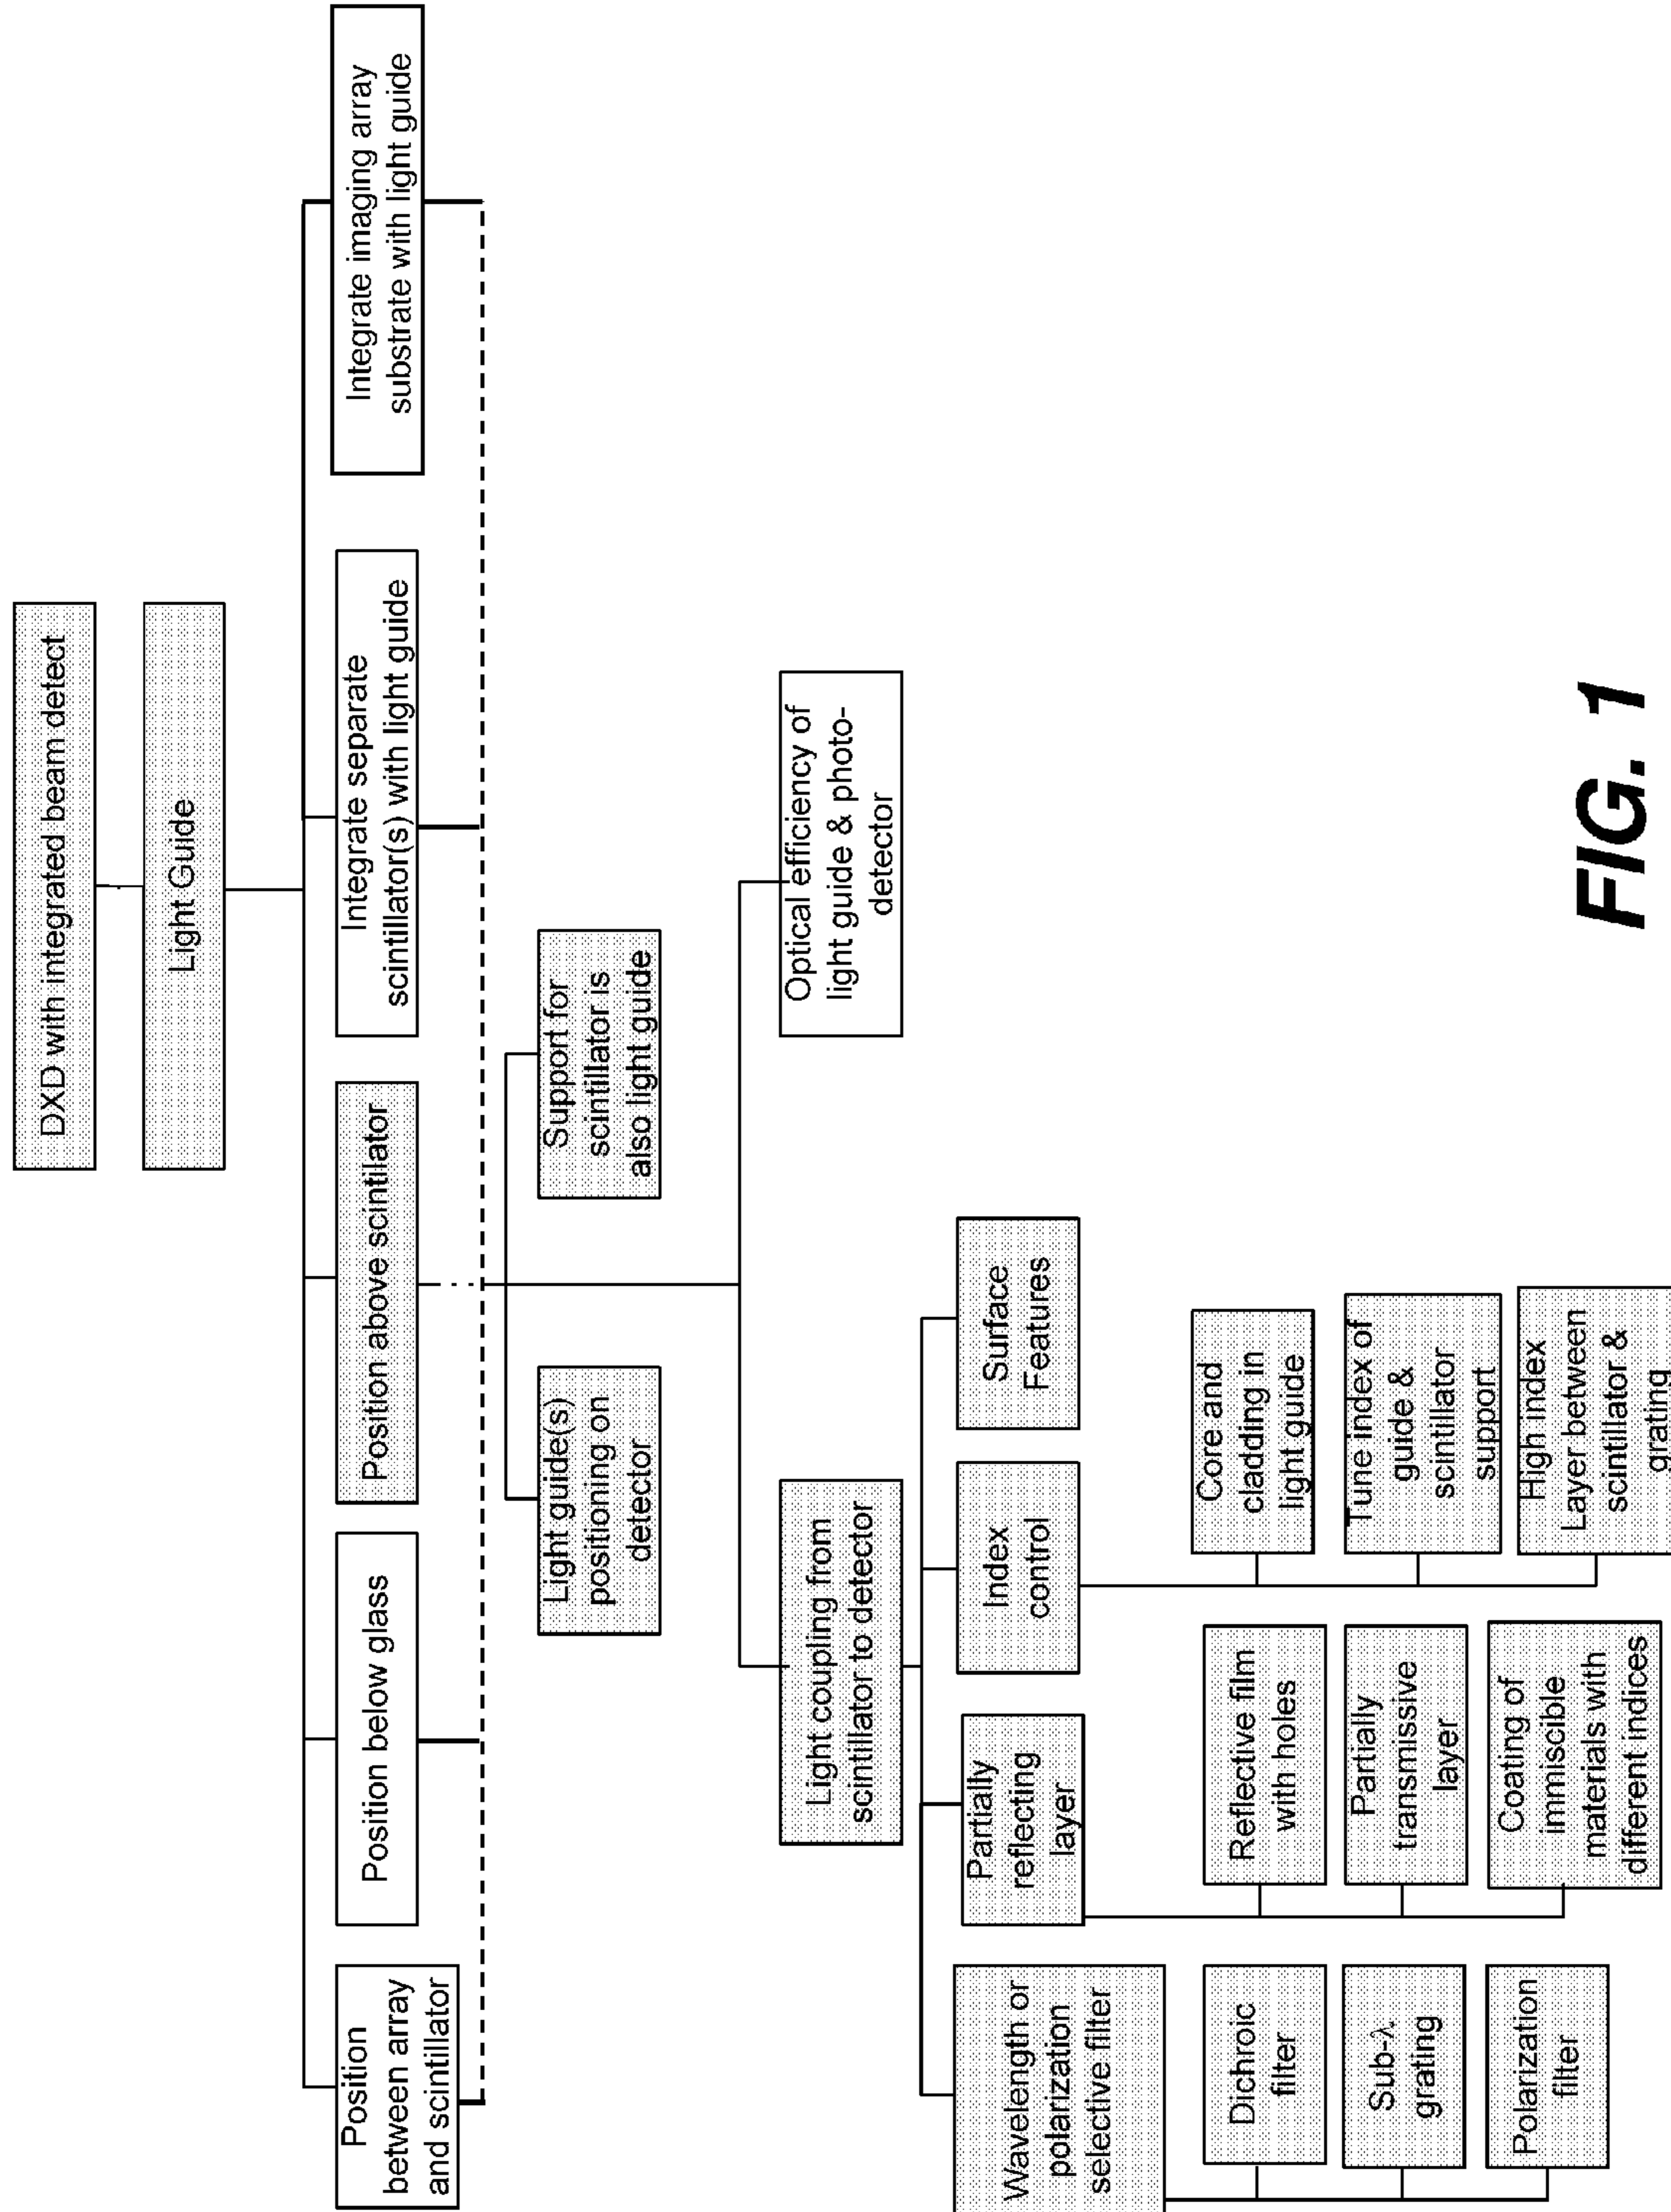 DXD with integrated beam detect
Light Guide
Position
between array
and scintillator
Position below glass
Position above scintilator
Integrate separate
scintillator(s) with light guide
Integrate imaging array
substrate with light guide
Light guide(s)
positioning on
detector
Support for
scintillator is
also light guide
Light coupling from
scintillator to detector
Optical efficiency of
light guide & photo-
detector
Wavelength or
polarization
selective filter
Partially
reflecting
layer
Index
control
Surface
Features
Dichroic
filter
Sub-λ
grating
Polarization
filter
Reflective film
with holes
Partially
transmissive
layer
Coating of
immiscible
materials with
different indices
Core and
cladding in
light guide
Tune index of
guide &
scintillator
support
High index
Layer between
scintillator &
grating
FIG. 1